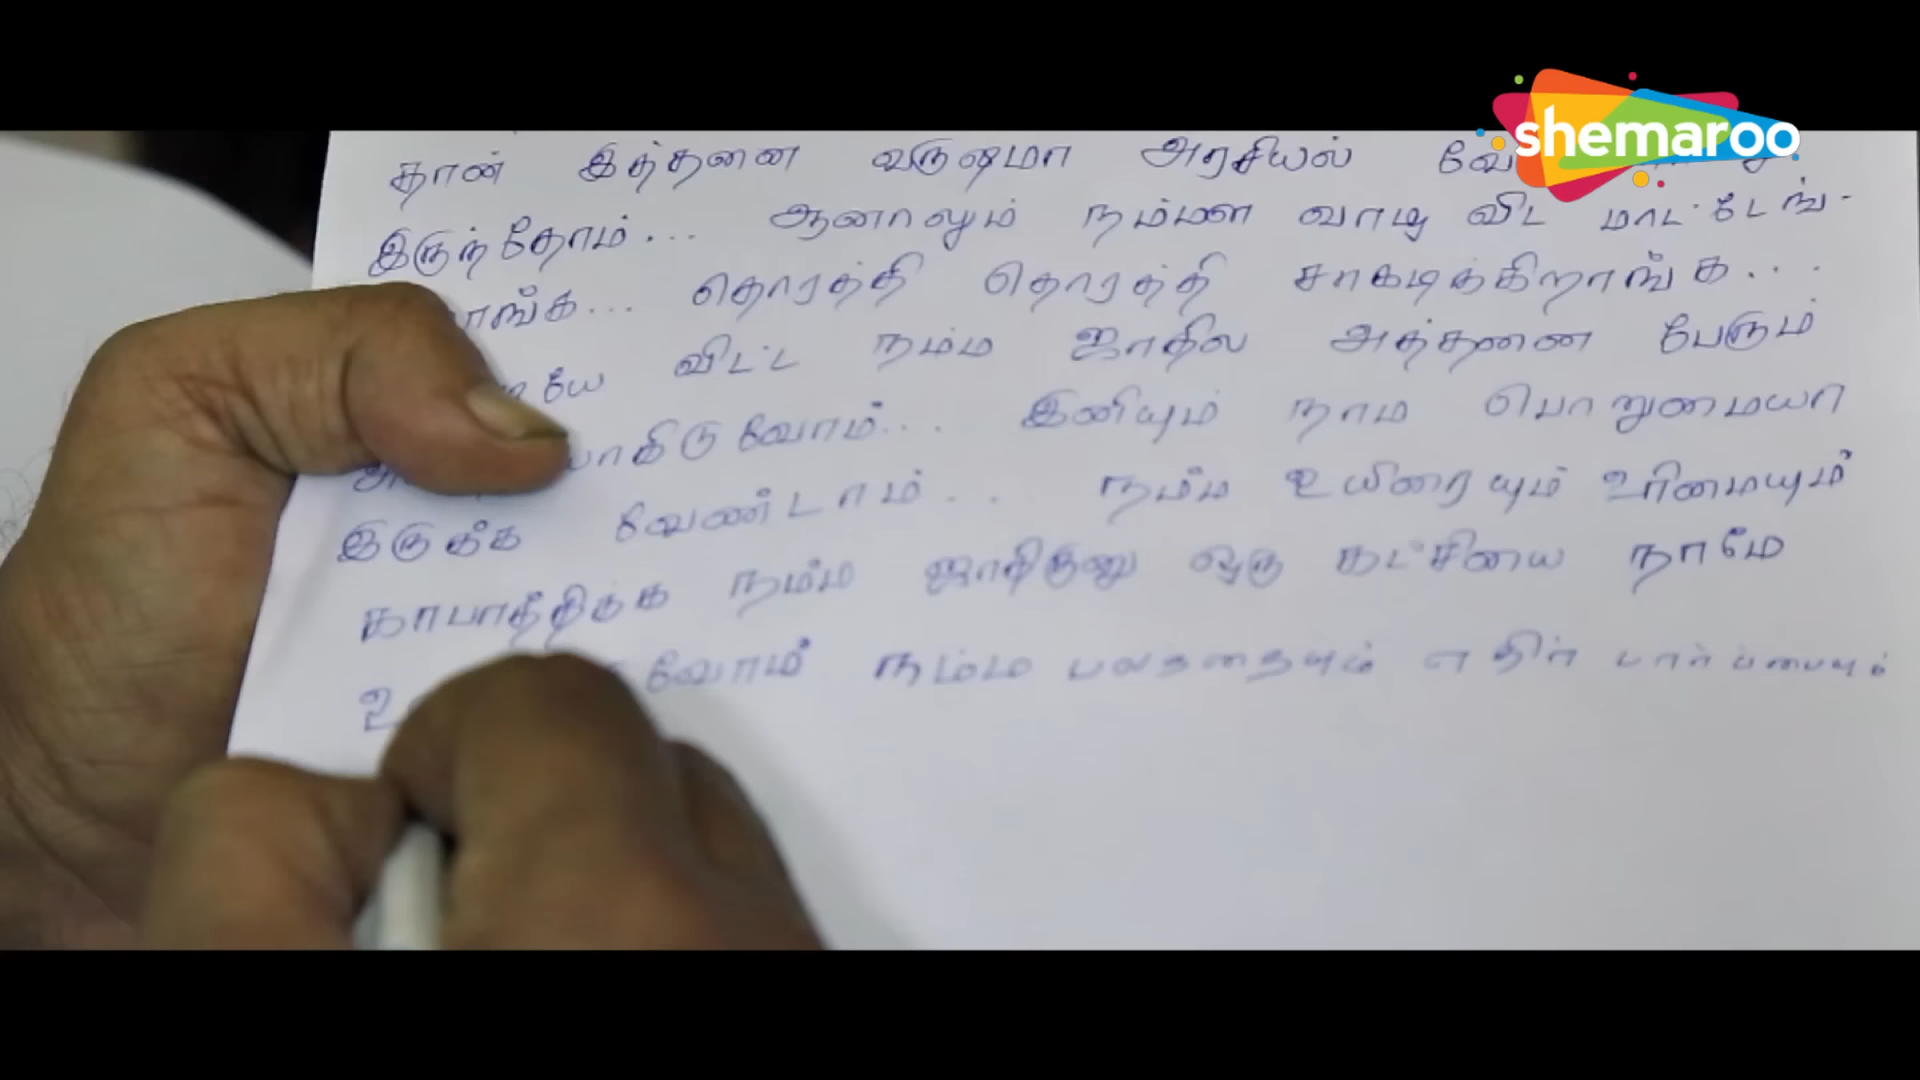 shemaroo
தான் இத்தனை வருஷமா அரசியல்
இருந்தோம்... ஆனாலும் நம்மள வாழ விட மாட்டேங்-
றாங்க... தொரத்தி தொரத்தி சாகடிக்கிறாங்க...
விட்ட நம்ம ஜாதில அத்தனை பேரும்
இனியும் நாம பொறுமையா
இருக்க வேண்டாம்.. நம்ம உயிரையும் உரிமையும்
காபாத்திக்க நம்ம ஜாதிக்குனு ஒரு கட்சியை நாமே
நம்ம பலத்தையும் எதிர் பார்ப்பையும்